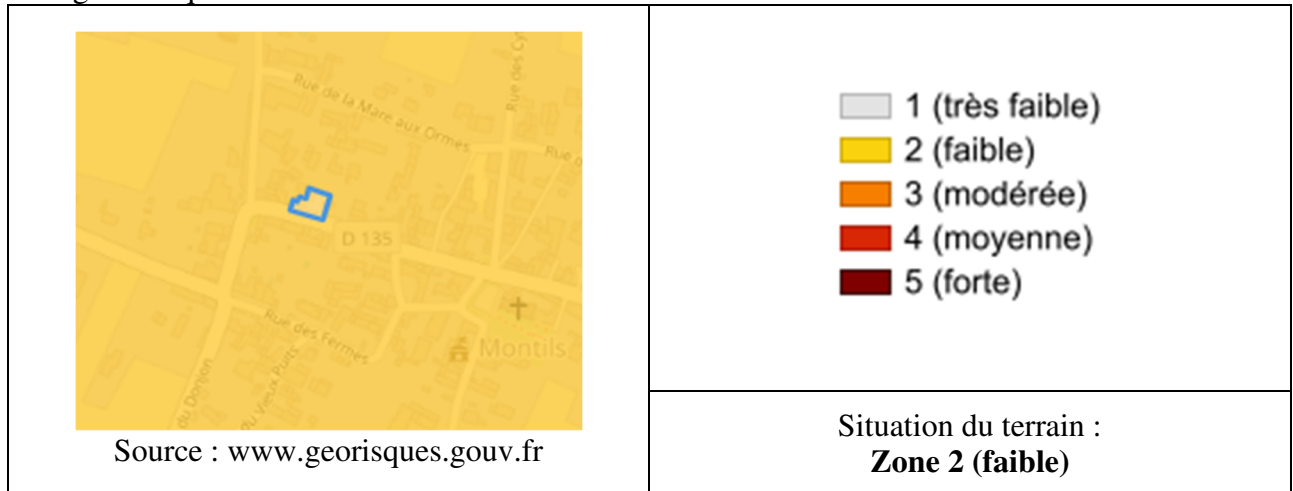 Rue de la Mare aux Ormes
Rue des Cy
Rue d
D 135
Rue des Fermes
Montils
du Donjon
du Vieux Puits
Source : www.georisques.gouv.fr
1 (très faible)
2 (faible)
3 (modérée)
4 (moyenne)
5 (forte)
Situation du terrain :
Zone 2 (faible)